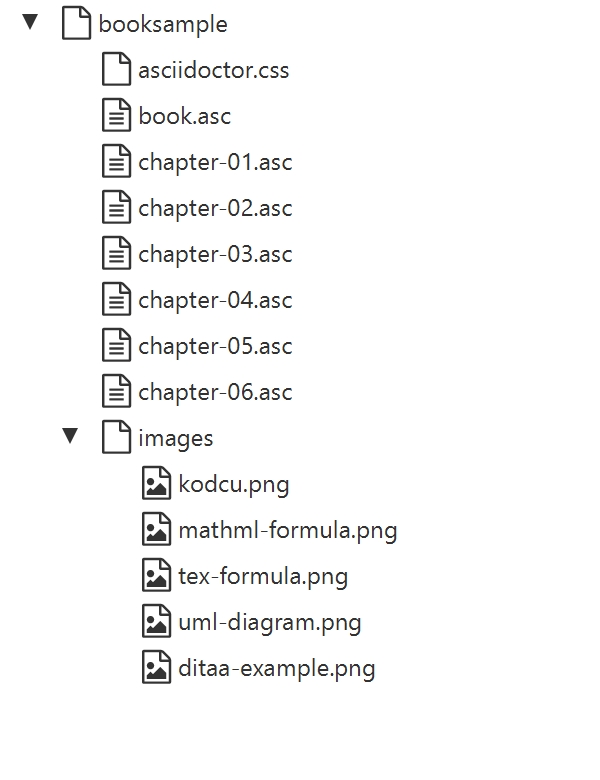 booksample
asciidoctor.css
book.asc
chapter-01.asc
chapter-02.asc
chapter-03.asc
chapter-04.asc
chapter-05.asc
chapter-06.asc
images
kodcu.png
mathml-formula.png
tex-formula.png
uml-diagram.png
ditaa-example.png